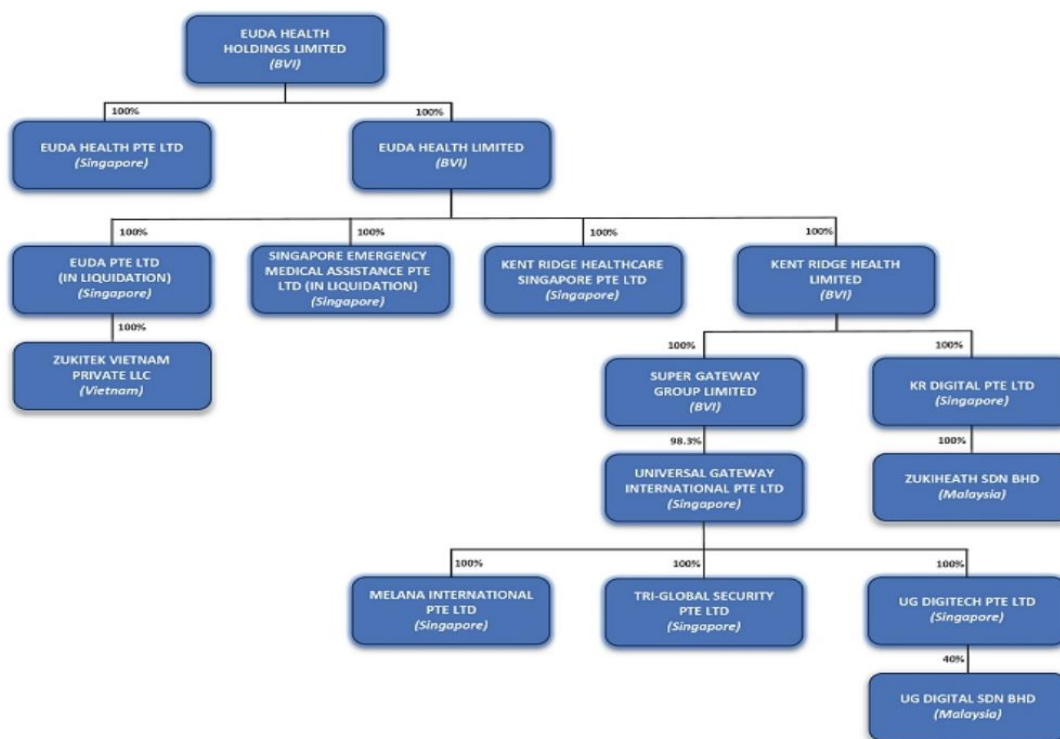 EUDA HEALTH
HOLDINGS LIMITED
(BVI)
100%
100%
EUDA HEALTH PTE LTD
(Singapore)
EUDA HEALTH LIMITED
(BVI)
100%
100%
100%
100%
EUDA PTE LTD
(IN LIQUIDATION)
(Singapore)
SINGAPORE EMERGENCY
MEDICAL ASSISTANCE PTE
LTD (IN LIQUIDATION)
(Singapore)
KENT RIDGE HEALTHCARE
SINGAPORE PTE LTD
(Singapore)
KENT RIDGE HEALTH
LIMITED
(BVI)
100%
ZUKITEK VIETNAM
PRIVATE LLC
(Vietnam)
100%
100%
SUPER GATEWAY
GROUP LIMITED
(BVI)
KR DIGITAL PTE LTD
(Singapore)
98.3%
100%
UNIVERSAL GATEWAY
INTERNATIONAL PTE LTD
(Singapore)
ZUKIHEATH SDN BHD
(Malaysia)
100%
100%
100%
MELANA INTERNATIONAL
PTE LTD
(Singapore)
TRI-GLOBAL SECURITY
PTE LTD
(Singapore)
UG DIGITECH PTE LTD
(Singapore)
40%
UG DIGITAL SDN BHD
(Malaysia)